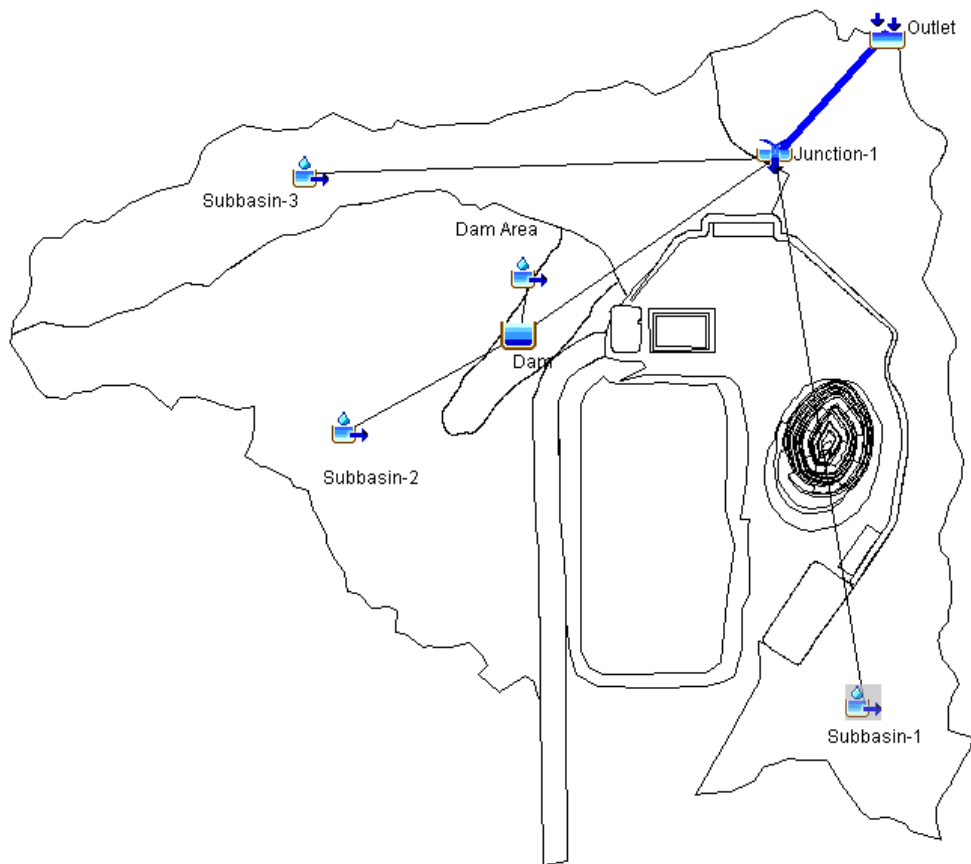 Outlet
Junction-1
Subbasin-3
Dam Area
Dam
Subbasin-2
Subbasin-1